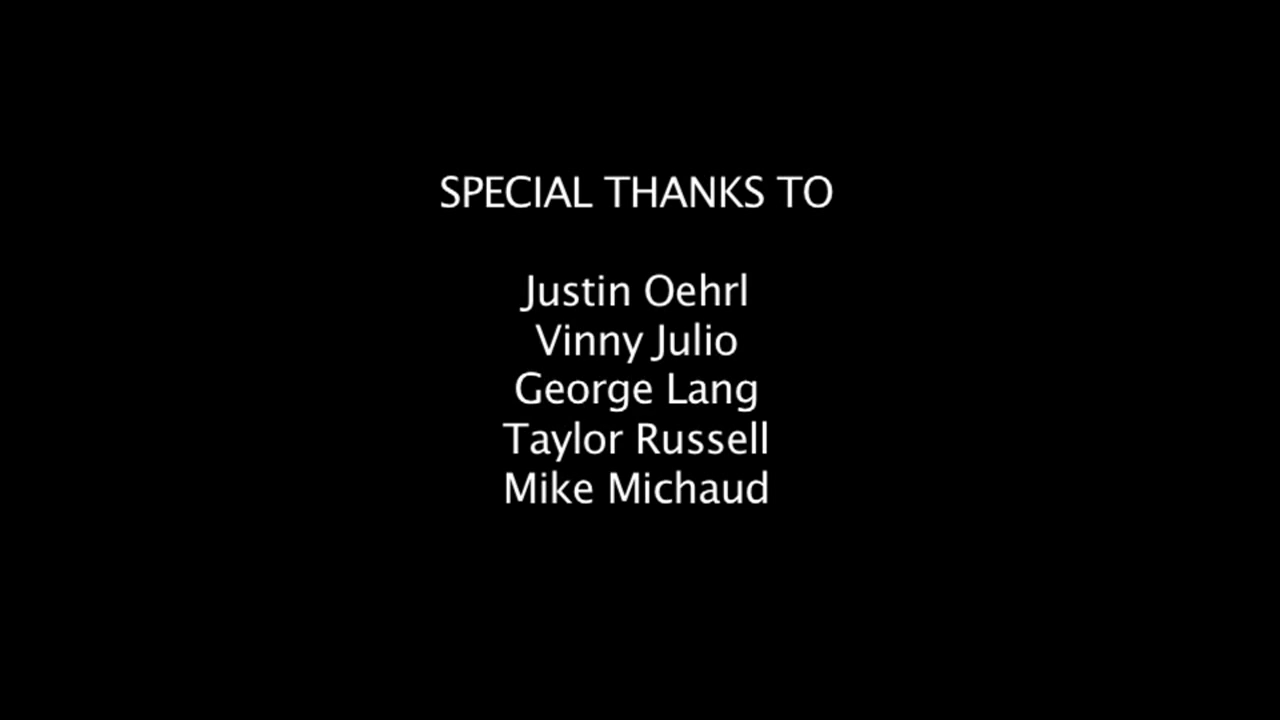 SPECIAL THANKS TO
Justin Oehrl
Vinny Julio
George Lang
Taylor Russell
Mike Michaud